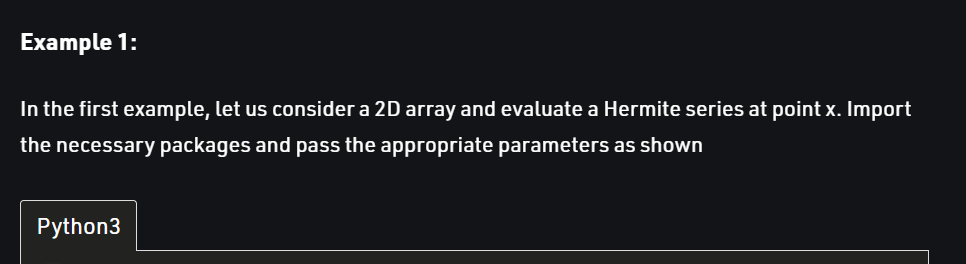 Example 1:
In the first example, let us consider a 2D array and evaluate a Hermite series at point x. Import
the necessary packages and pass the appropriate parameters as shown
Python3